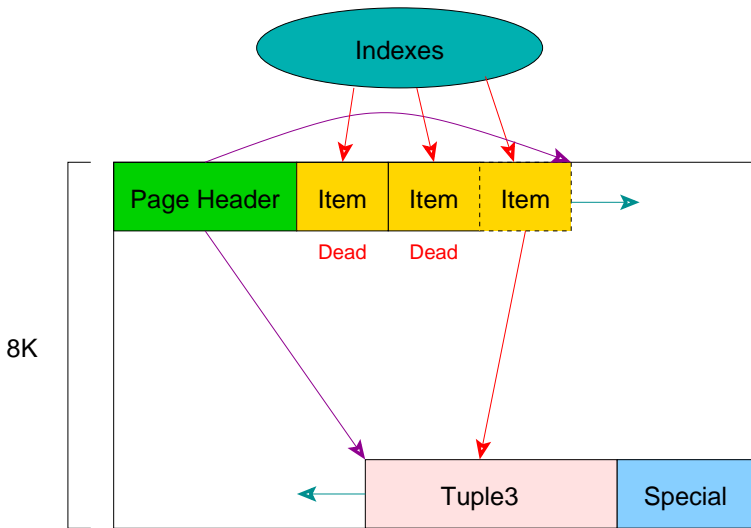 Indexes
Page Header Item Item Item
Dead Dead
8K
Tuple3 Special